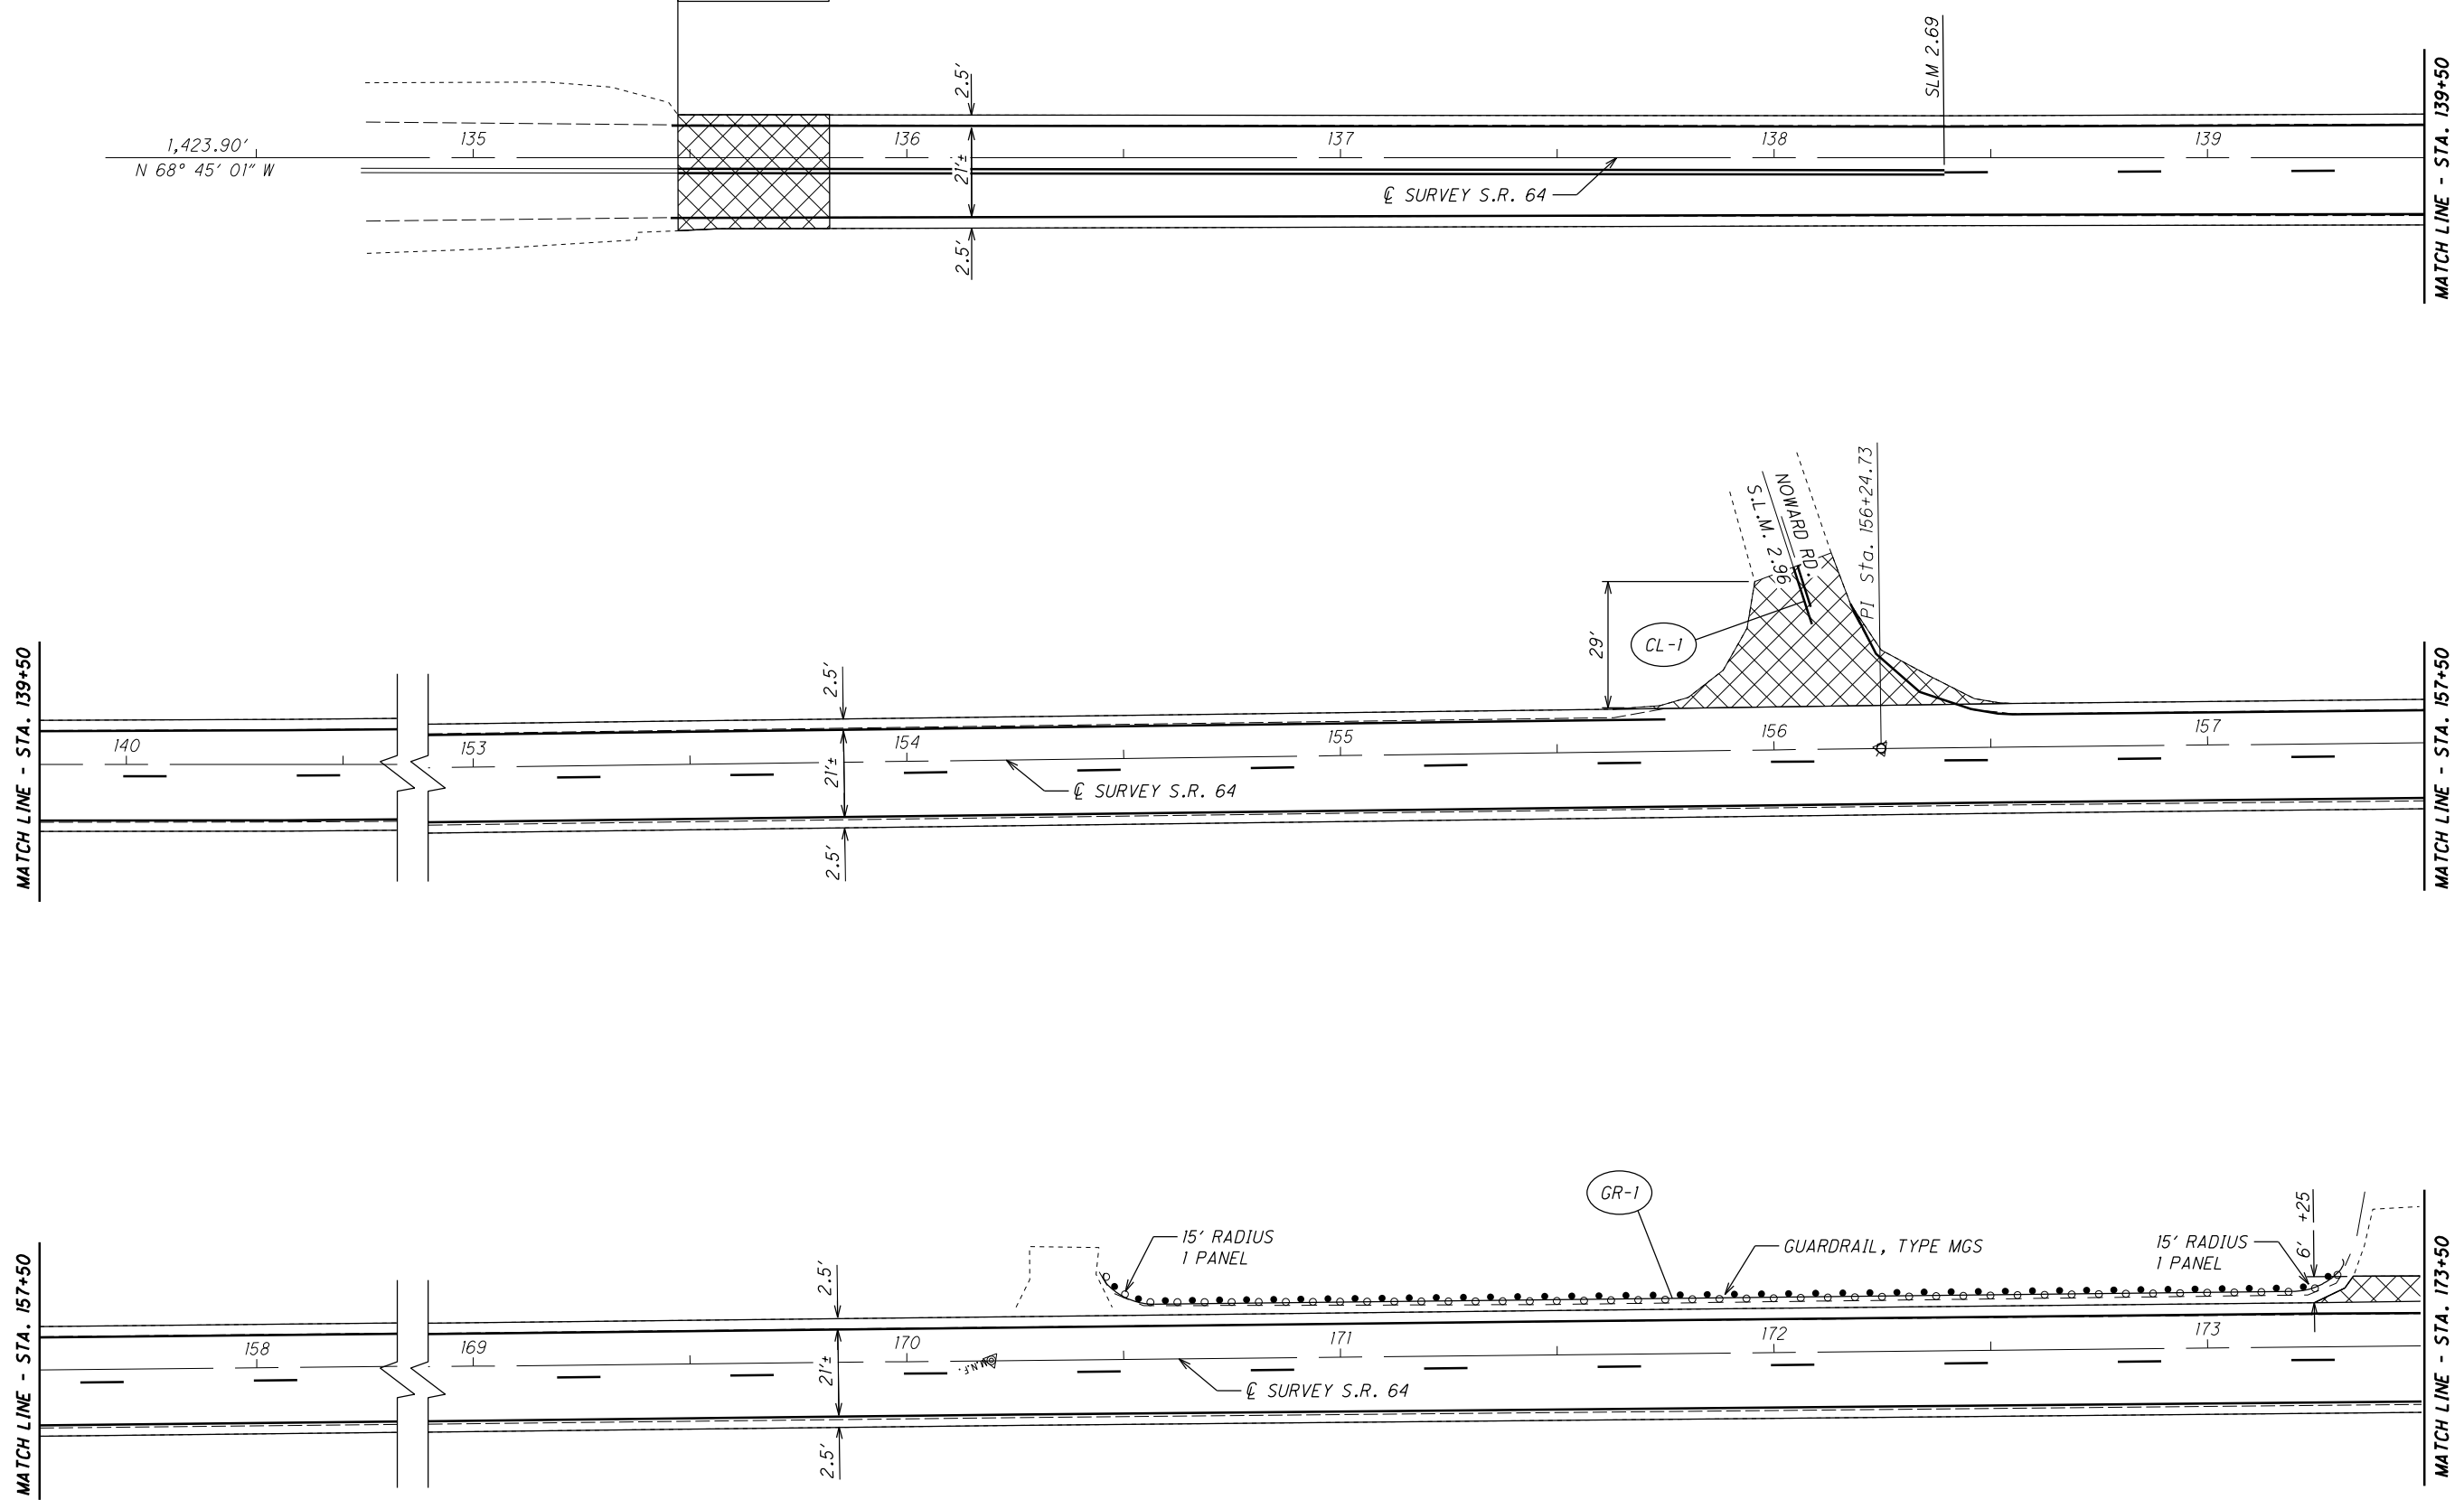 SLM 2.69
2.5'
1,423.90'
N 68° 45' 01" W
135
136
137
138
139
21'±
℄ SURVEY S.R. 64
2.5'
MATCH LINE - STA. 139+50
MATCH LINE - STA. 139+50
NOWARD RD.
S.L.M. 2.96
PI Sta. 156+24.73
29'
CL-1
2.5'
140
153
154
155
156
157
21'±
℄ SURVEY S.R. 64
2.5'
MATCH LINE - STA. 157+50
MATCH LINE - STA. 157+50
GR-1
15' RADIUS
1 PANEL
GUARDRAIL, TYPE MGS
15' RADIUS
1 PANEL
6'
+25
2.5'
158
169
170
171
172
173
21'±
M.N.F.
℄ SURVEY S.R. 64
2.5'
MATCH LINE - STA. 173+50